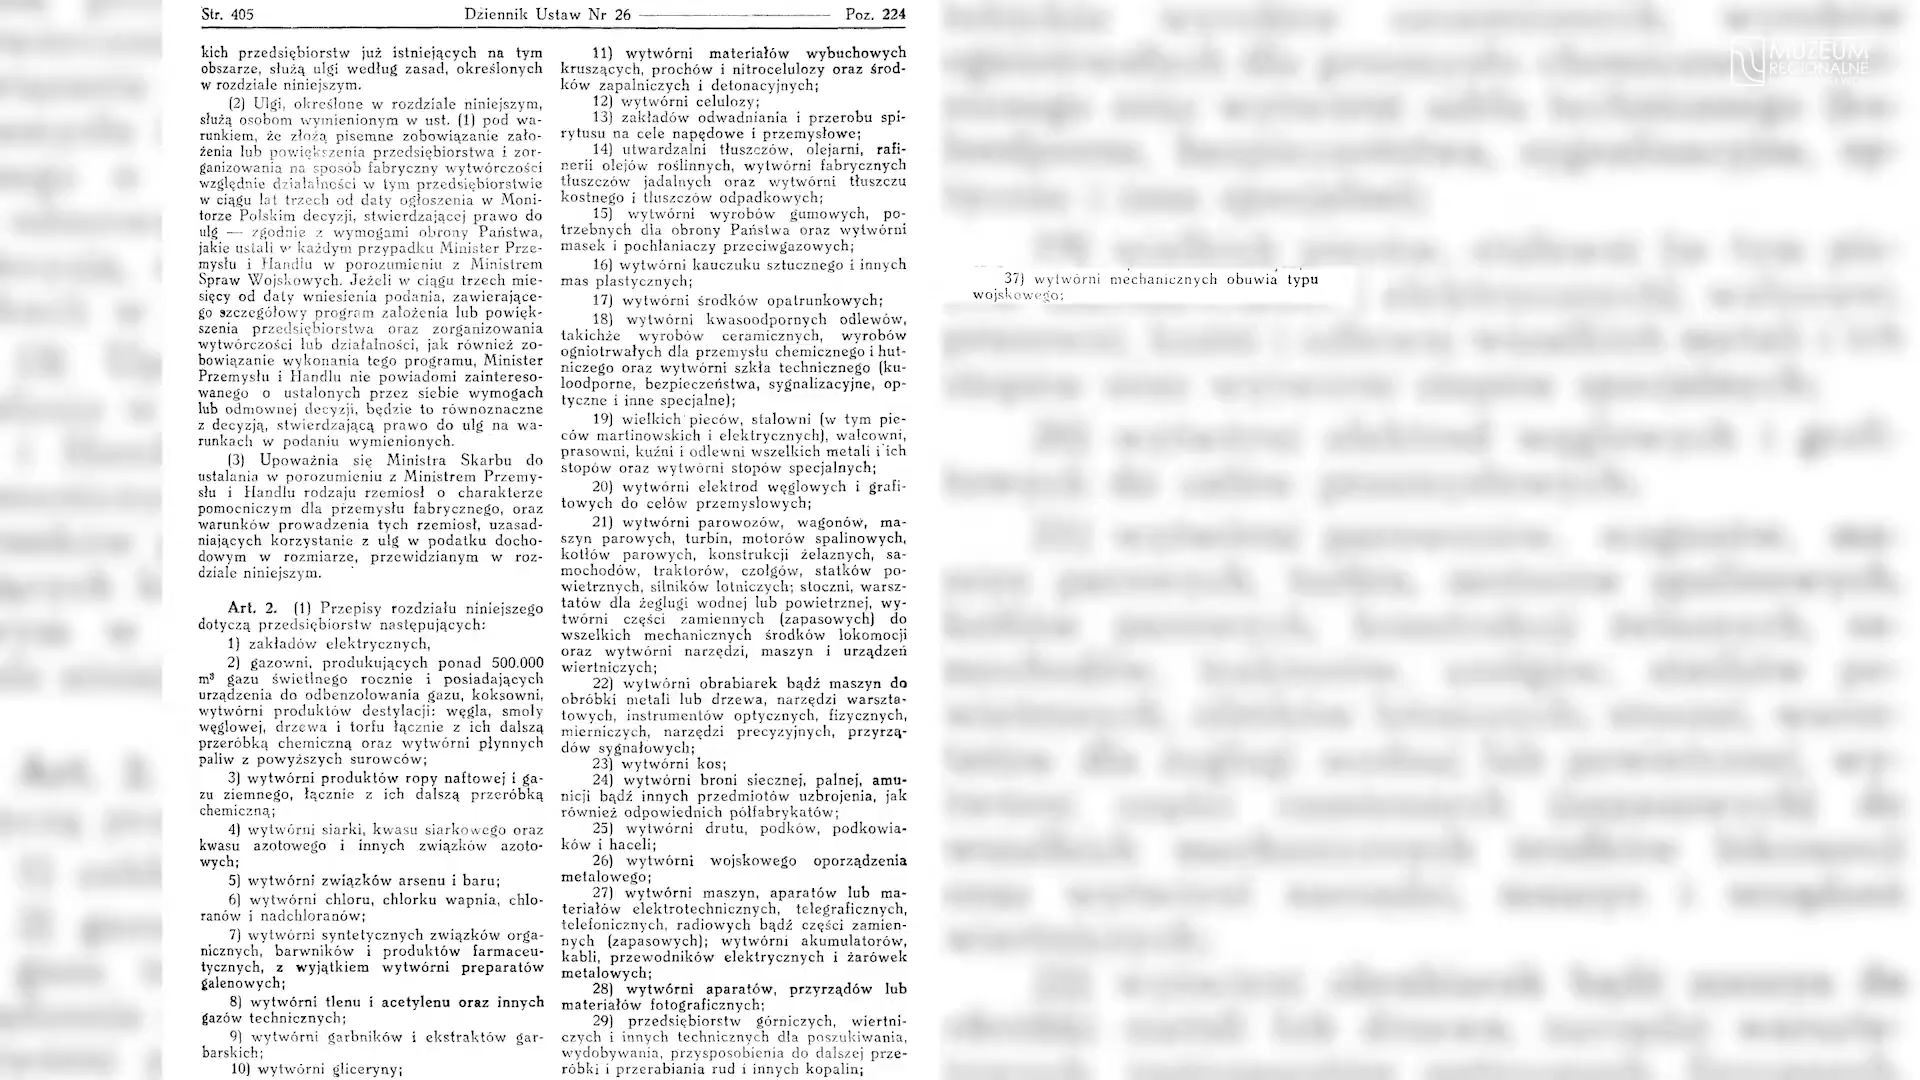 Str. 405 Dziennik Ustaw Nr 26 Poz. 224
kich przedsiębiorstw już istniejących na tym
obszarze, służą ulgi według zasad, określonych
w rozdziale niniejszym.
(2) Ulgi, określone w rozdziale niniejszym,
służą osobom wymienionym w ust. (1) pod wa-
runkiem, że złożą pisemne zobowiązanie zało-
żenia lub powiększenia przedsiębiorstwa i zor-
ganizowania na sposób fabryczny wytwórczości
względnie działalności w tym przedsiębiorstwie
w ciągu lat trzech od daty ogłoszenia w Moni-
torze Polskim decyzji, stwierdzającej prawo do
ulg — zgodnie z wymogami obrony Państwa,
jakie ustali w każdym przypadku Minister Prze-
mysłu i Handlu w porozumieniu z Ministrem
Spraw Wojskowych. Jeżeli w ciągu trzech mie-
sięcy od daty wniesienia podania, zawierające-
go szczegółowy program założenia lub powięk-
szenia przedsiębiorstwa oraz zorganizowania
wytwórczości lub działalności, jak również zo-
bowiązanie wykonania tego programu, Minister
Przemysłu i Handlu nie powiadomi zaintereso-
wanego o ustalonych przez siebie wymogach
lub odmownej decyzji, będzie to równoznaczne
z decyzją, stwierdzającą prawo do ulg na wa-
runkach w podaniu wymienionych.
(3) Upoważnia się Ministra Skarbu do
ustalania w porozumieniu z Ministrem Przemy-
słu i Handlu rodzaju rzemiosł o charakterze
pomocniczym dla przemysłu fabrycznego, oraz
warunków prowadzenia tych rzemiosł, uzasad-
niających korzystanie z ulg w podatku docho-
dowym w rozmiarze, przewidzianym w roz-
dziale niniejszym.
Art. 2. (1) Przepisy rozdziału niniejszego
dotyczą przedsiębiorstw następujących:
1) zakładów elektrycznych,
2) gazowni, produkujących ponad 500.000
m³ gazu świetlnego rocznie i posiadających
urządzenia do odbenzolowania gazu, koksowni,
wytwórni produktów destylacji: węgla, smoły
węglowej, drzewa i torfu łącznie z ich dalszą
przeróbką chemiczną oraz wytwórni płynnych
paliw z powyższych surowców;
3) wytwórni produktów ropy naftowej i ga-
zu ziemnego, łącznie z ich dalszą przeróbką
chemiczną;
4) wytwórni siarki, kwasu siarkowego oraz
kwasu azotowego i innych związków azoto-
wych;
5) wytwórni związków arsenu i baru;
6) wytwórni chloru, chlorku wapnia, chlo-
ranów i nadchloranów;
7) wytwórni syntetycznych związków orga-
nicznych, barwników i produktów farmaceu-
tycznych, z wyjątkiem wytwórni preparatów
galenowych;
8) wytwórni tlenu i acetylenu oraz innych
gazów technicznych;
9) wytwórni garbników i ekstraktów gar-
barskich;
10) wytwórni gliceryny;
11) wytwórni materiałów wybuchowych
kruszących, prochów i nitrocelulozy oraz środ-
ków zapalniczych i detonacyjnych;
12) wytwórni celulozy;
13) zakładów odwadniania i przerobu spi-
rytusu na cele napędowe i przemysłowe;
14) utwardzalni tłuszczów, olejarni, rafi-
nerii olejów roślinnych, wytwórni fabrycznych
tłuszczów jadalnych oraz wytwórni tłuszczu
kostnego i tłuszczów odpadkowych;
15) wytwórni wyrobów gumowych, po-
trzebnych dla obrony Państwa oraz wytwórni
masek i pochłaniaczy przeciwgazowych;
16) wytwórni kauczuku sztucznego i innych
mas plastycznych;
17) wytwórni środków opatrunkowych;
18) wytwórni kwasoodpornych odlewów,
takichże wyrobów ceramicznych, wyrobów
ogniotrwałych dla przemysłu chemicznego i hut-
niczego oraz wytwórni szkła technicznego (ku-
loodporne, bezpieczeństwa, sygnalizacyjne, op-
tyczne i inne specjalne);
19) wielkich pieców, stalowni (w tym pie-
ców martinowskich i elektrycznych), walcowni,
prasowni, kuźni i odlewni wszelkich metali i ich
stopów oraz wytwórni stopów specjalnych;
20) wytwórni elektrod węglowych i grafi-
towych do celów przemysłowych;
21) wytwórni parowozów, wagonów, ma-
szyn parowych, turbin, motorów spalinowych,
kotłów parowych, konstrukcji żelaznych, sa-
mochodów, traktorów, czołgów, statków po-
wietrznych, silników lotniczych; stoczni, warsz-
tatów dla żeglugi wodnej lub powietrznej, wy-
twórni części zamiennych (zapasowych) do
wszelkich mechanicznych środków lokomocji
oraz wytwórni narzędzi, maszyn i urządzeń
wiertniczych;
22) wytwórni obrabiarek bądź maszyn do
obróbki metali lub drzewa, narzędzi warszta-
towych, instrumentów optycznych, fizycznych,
mierniczych, narzędzi precyzyjnych, przyrzą-
dów sygnałowych;
23) wytwórni kos;
24) wytwórni broni siecznej, palnej, amu-
nicji bądź innych przedmiotów uzbrojenia, jak
również odpowiednich półfabrykatów;
25) wytwórni drutu, podków, podkowia-
ków i haceli;
26) wytwórni wojskowego oporządzenia
metalowego;
27) wytwórni maszyn, aparatów lub ma-
teriałów elektrotechnicznych, telegraficznych,
telefonicznych, radiowych bądź części zamien-
nych (zapasowych); wytwórni akumulatorów,
kabli, przewodników elektrycznych i żarówek
metalowych;
28) wytwórni aparatów, przyrządów lub
materiałów fotograficznych;
29) przedsiębiorstw górniczych, wiertni-
czych i innych technicznych dla poszukiwania,
wydobywania, przysposobienia do dalszej prze-
róbki i przerabiania rud i innych kopalin;
37) wytwórni mechanicznych obuwia typu
wojskowego;
MUZEUM
REGIONALNE